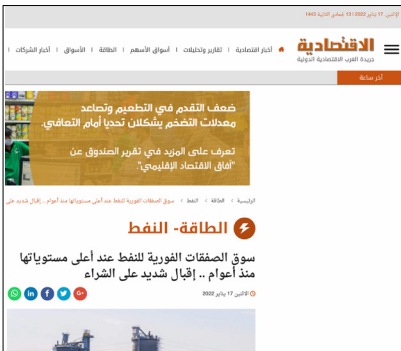 الإثنين, 17 يناير 2022 | 13 جمادى الثانية 1443
الاقتصادية
جريدة العرب الاقتصادية الدولية
أخبار اقتصادية | تقارير وتحليلات | أسواق الأسهم | الطاقة | الأسواق | أخبار الشركات |
آخر ساعة
ضعف التقدم في التطعيم وتصاعد
معدلات التضخم يشكلان تحديا أمام التعافي.
تعرف على المزيد في تقرير الصندوق عن
"آفاق الاقتصاد الإقليمي".
الرئيسية > الطاقة > النفط > سوق الصفقات الفورية للنفط عند أعلى مستوياتها منذ أعوام .. إقبال شديد على
الطاقة- النفط
سوق الصفقات الفورية للنفط عند أعلى مستوياتها
منذ أعوام .. إقبال شديد على الشراء
الاثنين 17 يناير 2022